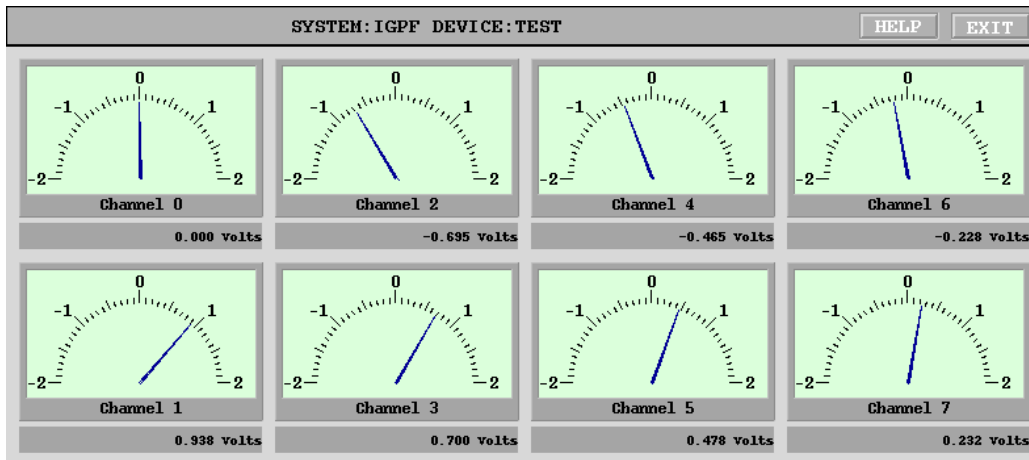 SYSTEM:IGPF DEVICE:TEST HELP EXIT
0 0 0 0
-1 1 -1 1 -1 1 -1 1
-2 2 -2 2 -2 2 -2 2
Channel 0 Channel 2 Channel 4 Channel 6
0.000 Volts -0.695 Volts -0.465 Volts -0.228 Volts
0 0 0 0
-1 1 -1 1 -1 1 -1 1
-2 2 -2 2 -2 2 -2 2
Channel 1 Channel 3 Channel 5 Channel 7
0.938 Volts 0.700 Volts 0.478 Volts 0.232 Volts